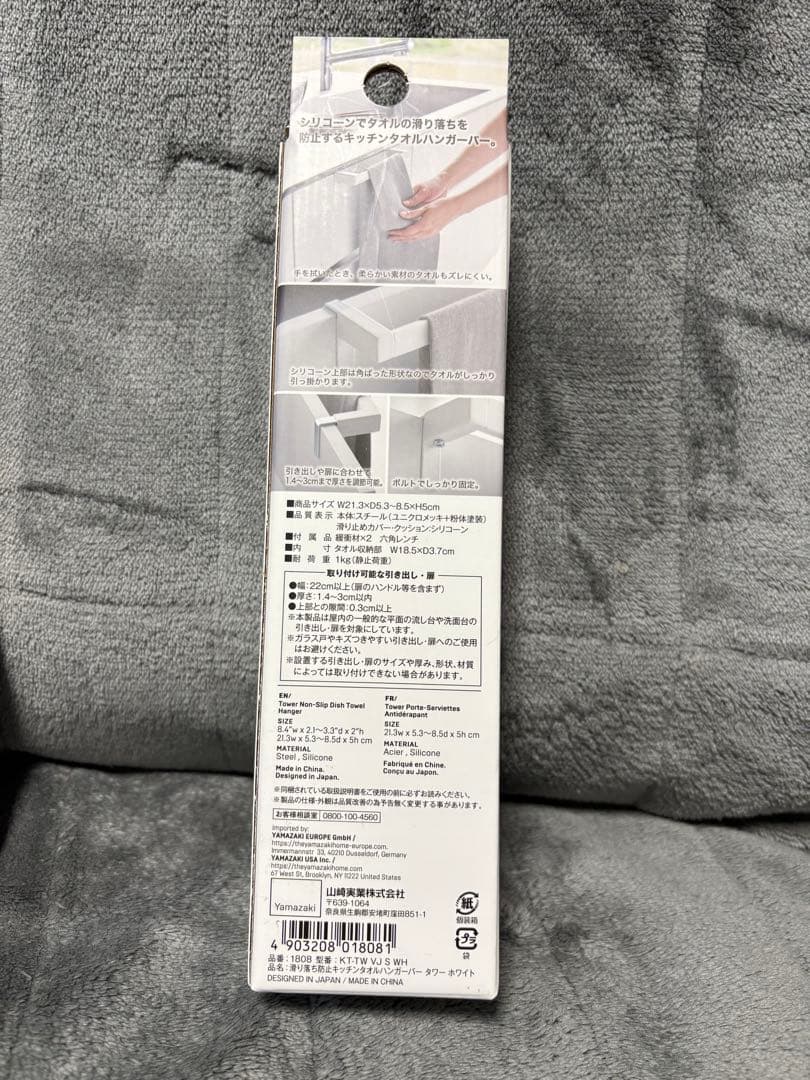 シリコーンでタオルの滑り落ちを
防止するキッチンタオルハンガーバー。
手を拭いたとき、柔らかい素材のタオルもズレにくい。
シリコーン上部は角ばった形状なのでタオルがしっかり
引っ掛かります。
引き出しや扉に合わせて
1.4~3cmまで厚さを調節可能。
ボルトでしっかり固定。
■商品サイズ W21.3×D5.3~8.5×H5cm
■品質表示 本体:スチール(ユニクロメッキ+粉体塗装)
滑り止めカバー・クッション:シリコーン
■付属品 緩衝材×2 六角レンチ
■内寸 タオル収納部 W18.5×D3.7cm
■耐荷重 1kg(静止荷重)
取り付け可能な引き出し・扉
●幅:22cm以上(扉のハンドル等を含まず)
●厚さ:1.4~3cm以内
●上部との隙間:0.3cm以上
※本製品は屋内の一般的な平面の流し台や洗面台の
引き出し・扉を対象にしています。
※ガラス戸やキズつきやすい引き出し・扉へのご使用
はお避けください。
※設置する引き出し・扉のサイズや厚み、形状、材質
によっては取り付けできない場合があります。
EN/
Tower Non-Slip Dish Towel
Hanger
SIZE
8.4"w x 2.1~3.3"d x 2"h
21.3w x 5.3~8.5d x 5h cm
MATERIAL
Steel , Silicone
Made in China.
Designed in Japan.
FR/
Tower Porte-Serviettes
Antidérapant
SIZE
21.3w x 5.3~8.5d x 5h cm
MATERIAL
Acier , Silicone
Fabriqué en Chine.
Conçu au Japon.
※同梱されている取扱説明書をご使用の前に必ずお読みください。
※製品の仕様・外観は品質改善の為予告無く変更する事があります。
お客様相談室 0800-100-4560
imported by:
YAMAZAKI EUROPE GmbH /
https://theyamazakihome-europe.com.
Immermannstr 33, 40210 Dusseldorf, Germany
YAMAZAKI USA Inc. /
https://theyamazakihome.com
67 West St, Brooklyn, NY 11222 United States
Yamazaki
山崎実業株式会社
〒639-1064
奈良県生駒郡安堵町窪田851-1
紙
個装箱
プラ
袋
4 903208 018081
品番:1808 型番:KT-TW VJ S WH
品名:滑り落ち防止キッチンタオルハンガーバー タワー ホワイト
DESIGNED IN JAPAN / MADE IN CHINA